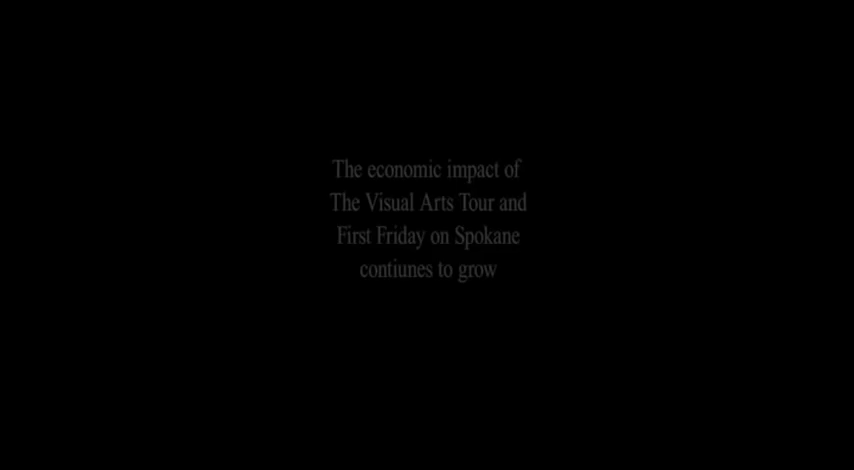 The economic impact of
The Visual Arts Tour and
First Friday on Spokane
contiunes to grow